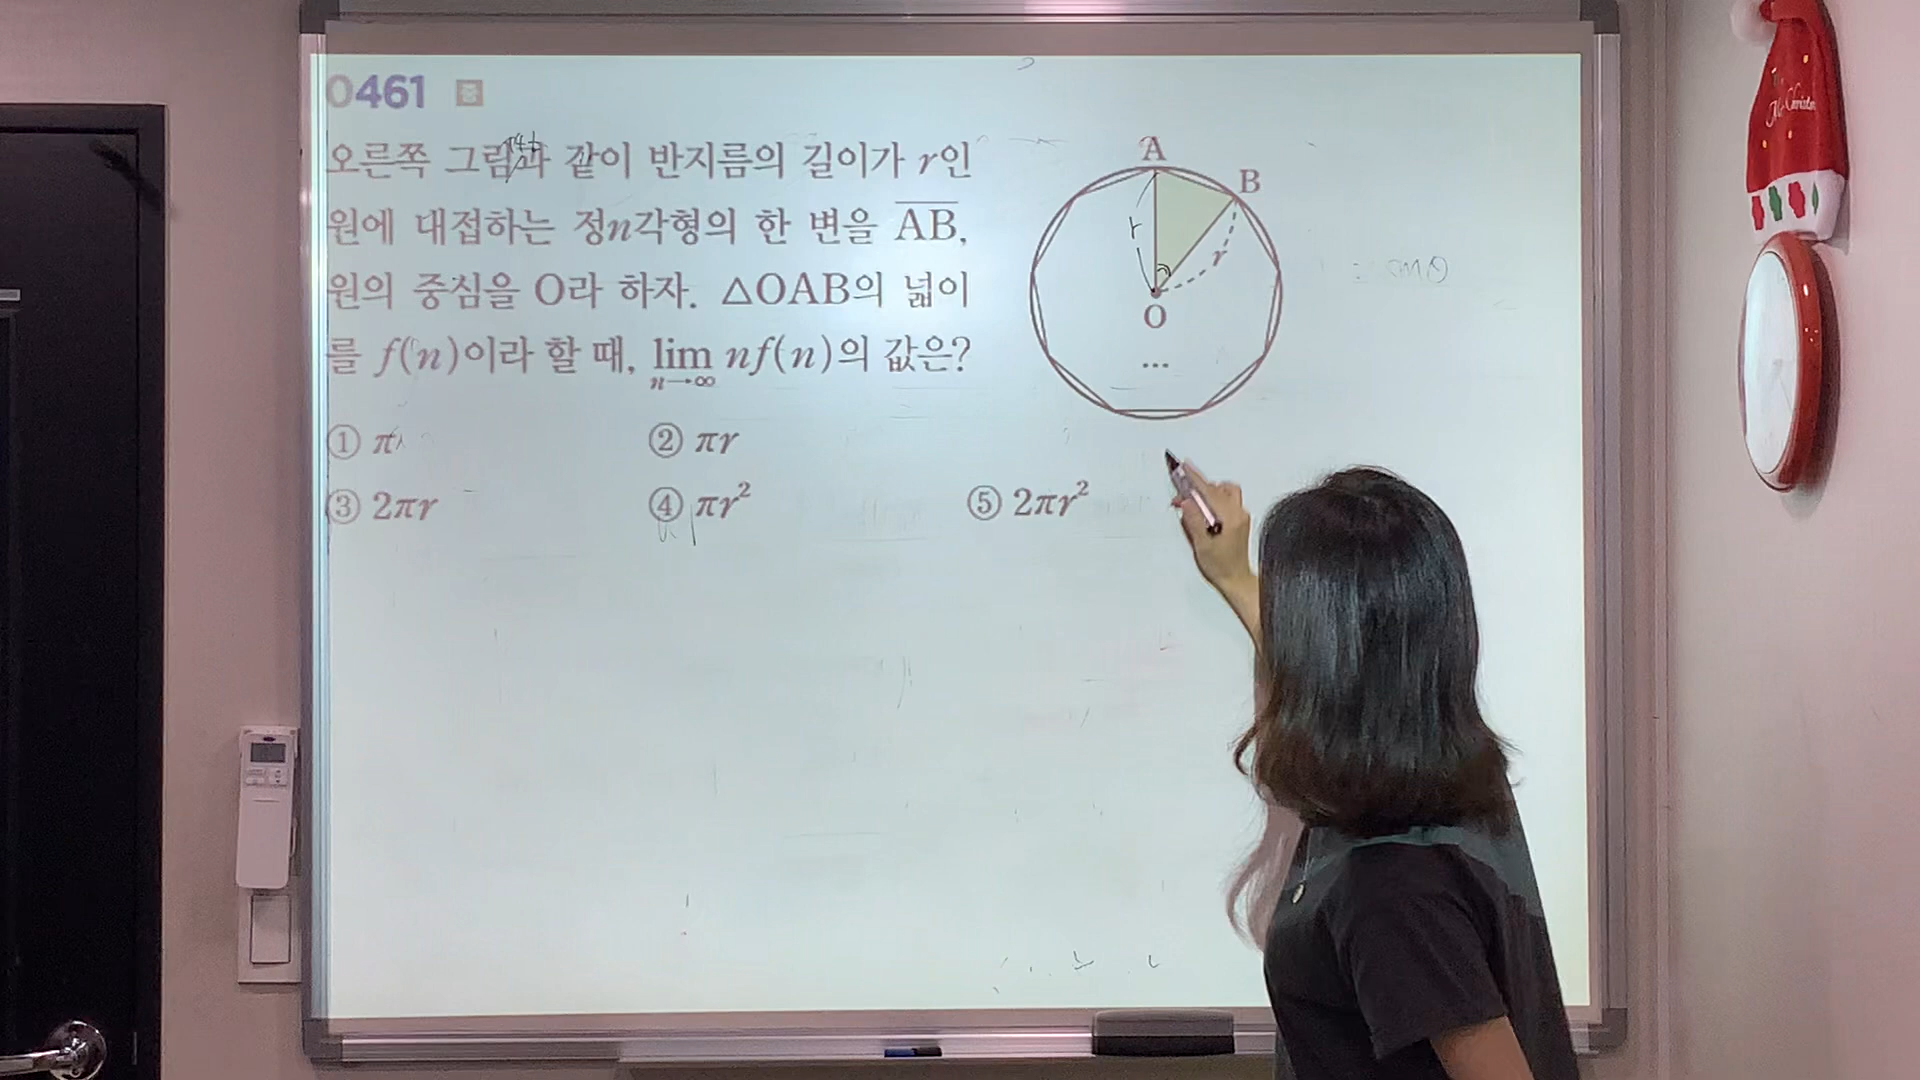 0461 중
오른쪽 그림과 같이 반지름의 길이가 r인
원에 내접하는 정n각형의 한 변을 A̅B̅,
원의 중심을 O라 하자. △OAB의 넓이
를 f(n)이라 할 때, lim nf(n)의 값은?
n→∞
① π
② πr
③ 2πr
④ πr²
⑤ 2πr²
A
B
r
r
O
...